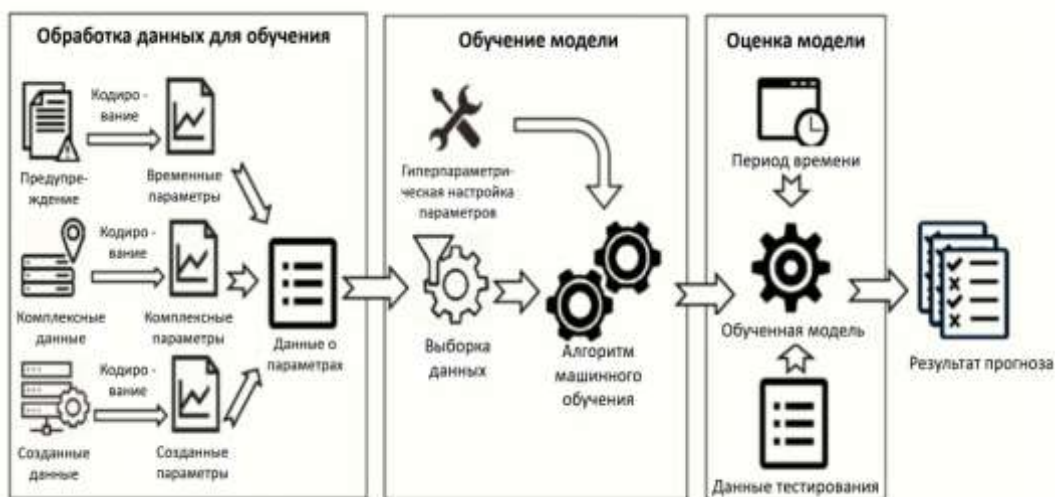 Обработка данных для обучения
Кодиро -
вание
Предупре-
ждение
Временные
параметры
Кодиро -
вание
Комплексные
данные
Комплексные
параметры
Кодиро -
вание
Созданные
данные
Созданные
параметры
Данные о
параметрах
Обучение модели
Гиперпараметри-
ческая настройка
параметров
Выборка
данных
Алгоритм
машинного
обучения
Оценка модели
Период времени
Обученная модель
Данные тестирования
Результат прогноза